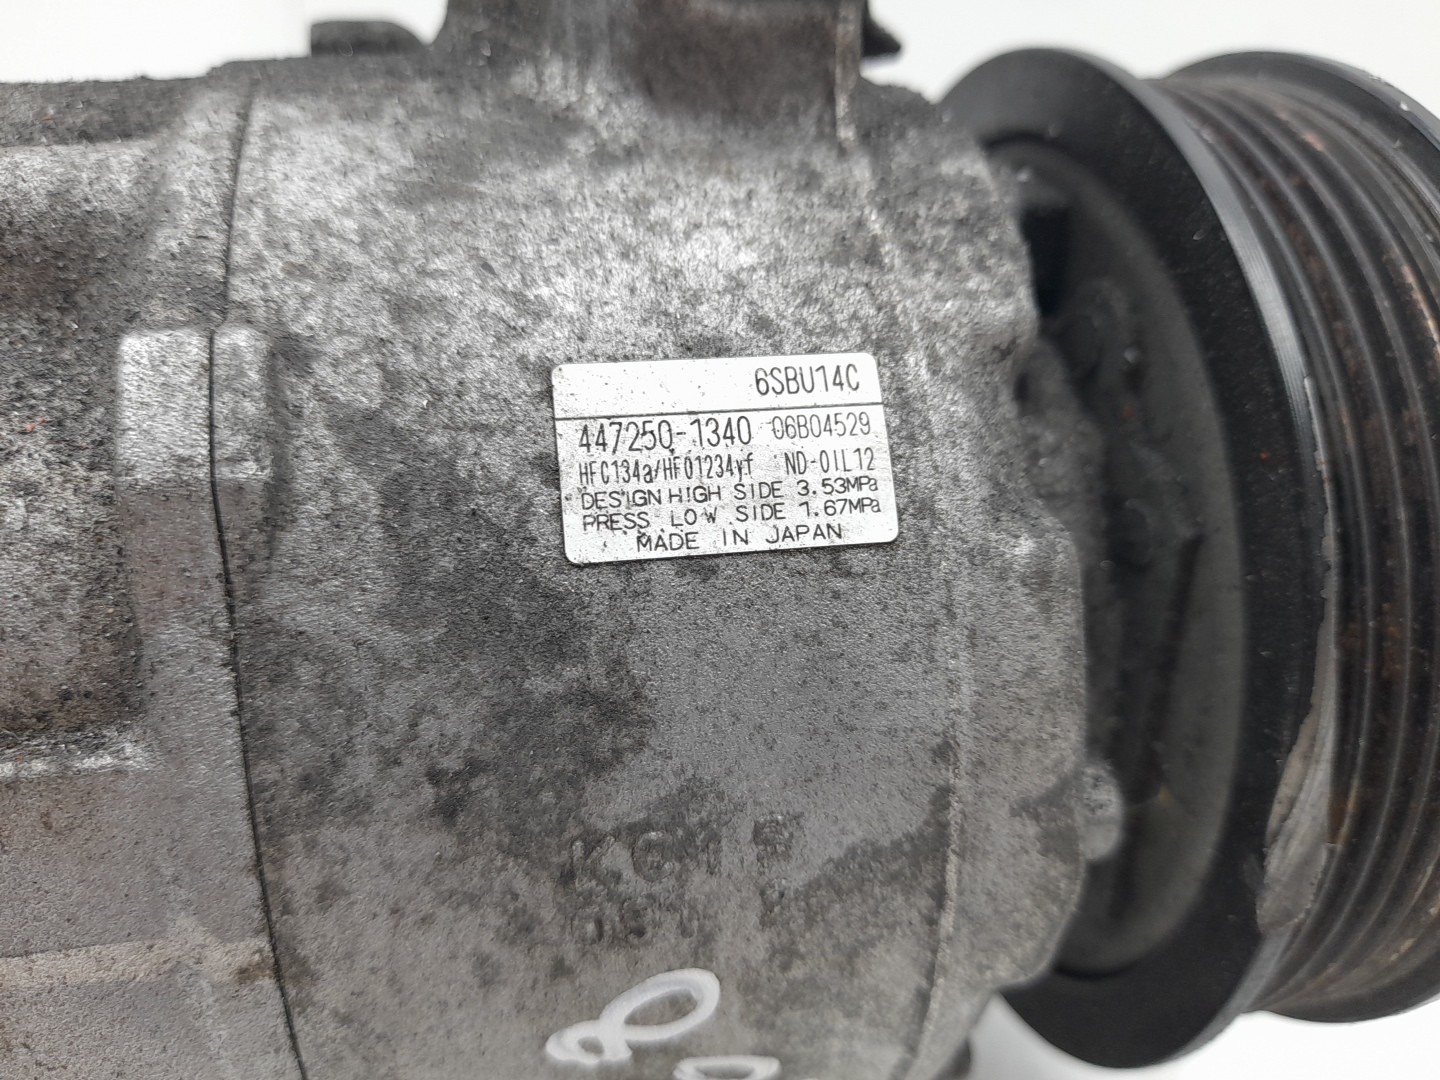 6SBU14C
447250-1340 06B04529
HFC134a/HFO1234yf ND-OIL12
DESIGN HIGH SIDE 3.53MPa
PRESS. LOW SIDE 1.67MPa
MADE IN JAPAN